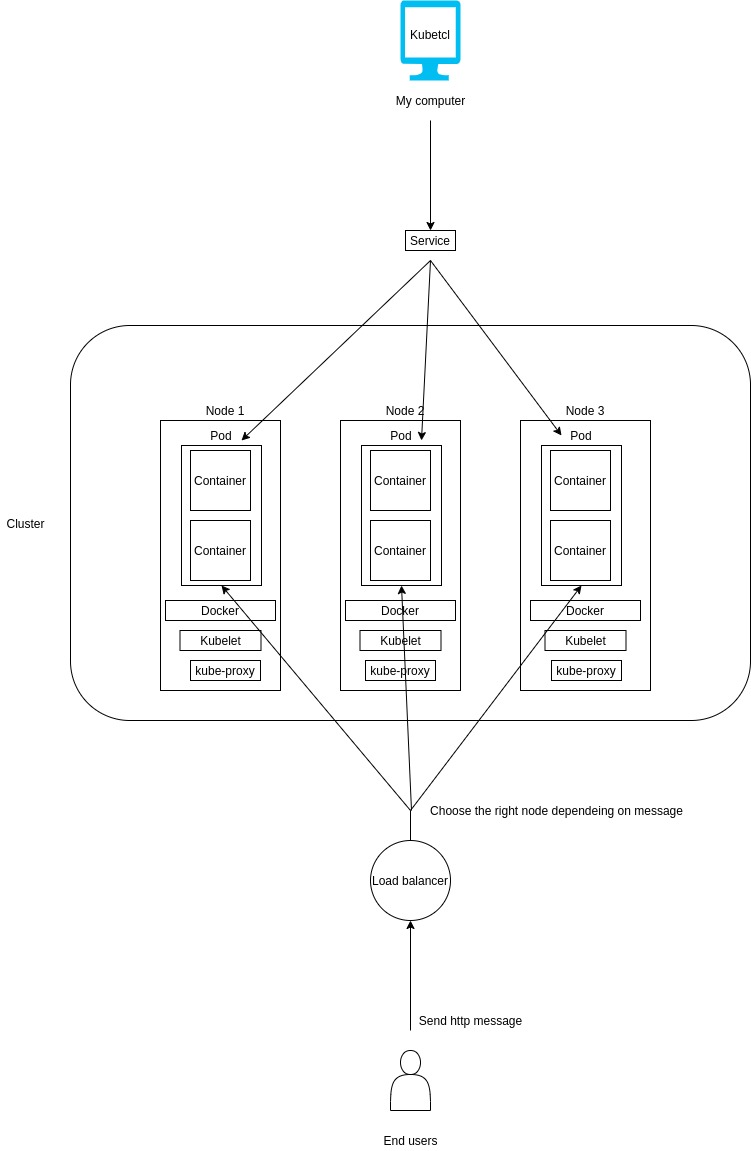 Kubetcl
My computer
Service
Node 1
Node 2
Node 3
Pod
Pod
Pod
Container
Container
Container
Cluster
Container
Container
Container
Docker
Docker
Docker
Kubelet
Kubelet
Kubelet
kube-proxy
kube-proxy
kube-proxy
Choose the right node dependeing on message
Load balancer
Send http message
End users